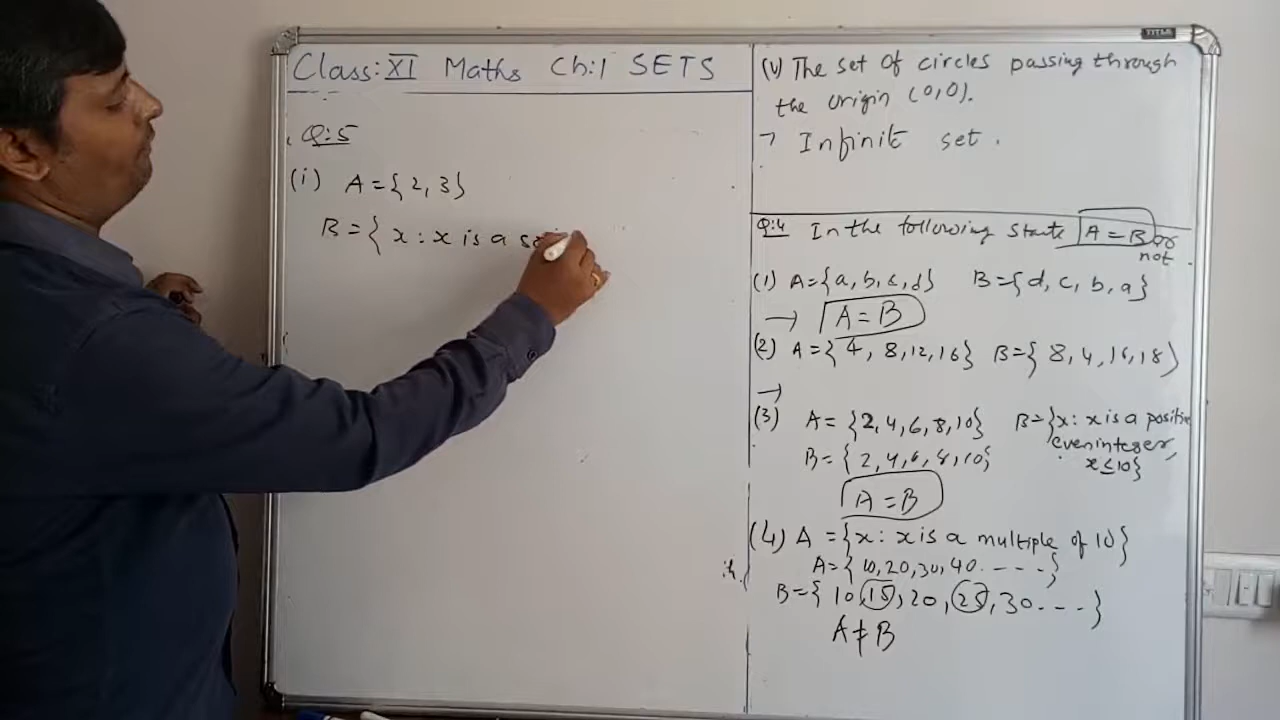 Class: XI Maths Ch:1 SETS
Q:5
(i) A={2, 3}
B={ x : x is a
TITLE
(V) The set of circles passing through
the origin (0,0).
→ Infinite set.
Q:4 In the following state A = B or
not
(1) A={a, b, c, d} B={d, c, b, a}
→ A = B
(2) A={4, 8, 12, 16} B={8, 4, 16, 18}
→
(3) A = {2, 4, 6, 8, 10} B={x: x is a positive
even integer,
x≤10}
B= {2, 4, 6, 8, 10}
A = B
(4) A = {x: x is a multiple of 10}
A={10, 20, 30, 40. - - - -}
B={10, 15, 20, 25, 30. - - - }
A≠B